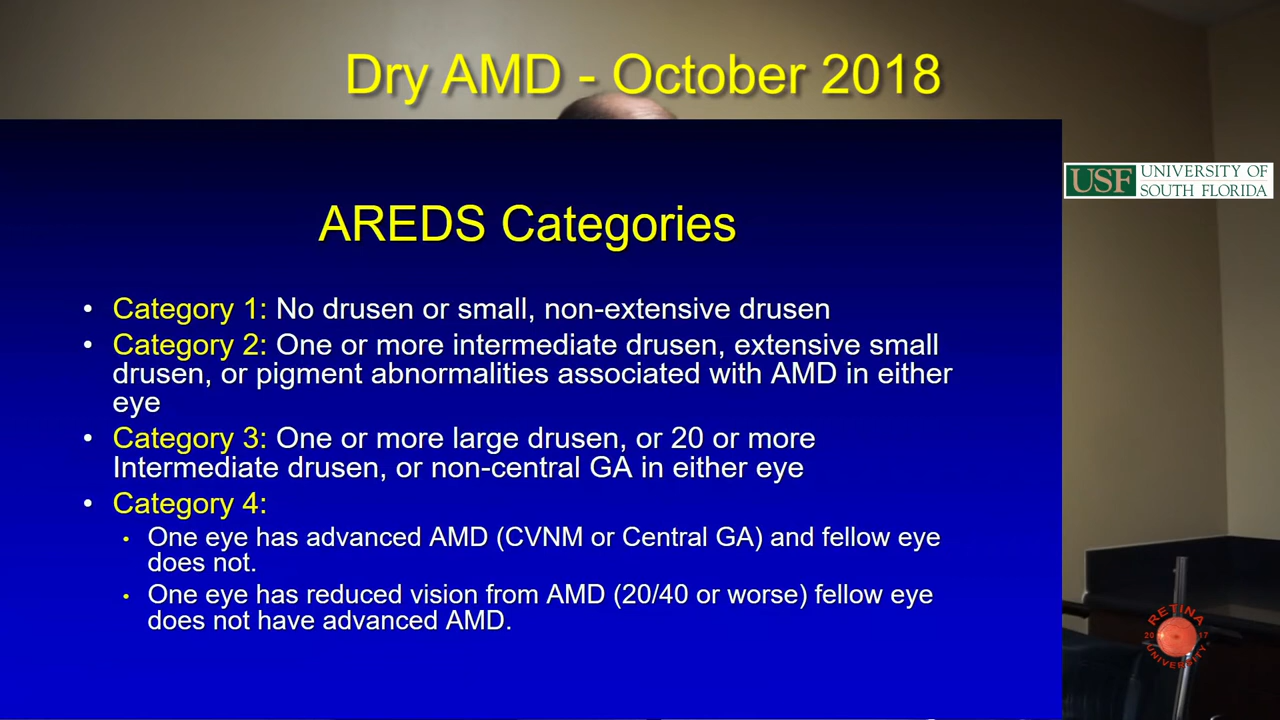 Dry AMD - October 2018
UNIVERSITY OF
USF
SOUTH FLORIDA
AREDS Categories
• Category 1: No drusen or small, non-extensive drusen
• Category 2: One or more intermediate drusen, extensive small
drusen, or pigment abnormalities associated with AMD in either
eye
• Category 3: One or more large drusen, or 20 or more
Intermediate drusen, or non-central GA in either eye
• Category 4:
• One eye has advanced AMD (CVNM or Central GA) and fellow eye
does not.
• One eye has reduced vision from AMD (20/40 or worse) fellow eye
does not have advanced AMD.
RETINA
20 17
UNIVERSITY